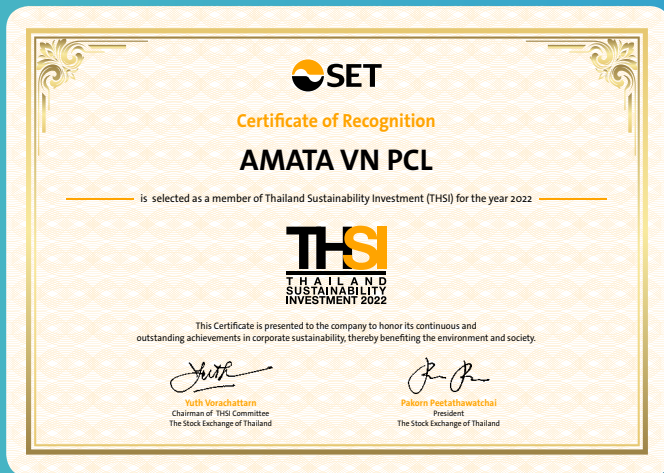 SET
Certificate of Recognition
AMATA VN PCL
is selected as a member of Thailand Sustainability Investment (THSI) for the year 2022
THSI
THAILAND
SUSTAINABILITY
INVESTMENT 2022
This Certificate is presented to the company to honor its continuous and
outstanding achievements in corporate sustainability, thereby benefiting the environment and society.
Yuth Vorachattarn
Chairman of THSI Committee
The Stock Exchange of Thailand
Pakorn Peetathawatchai
President
The Stock Exchange of Thailand